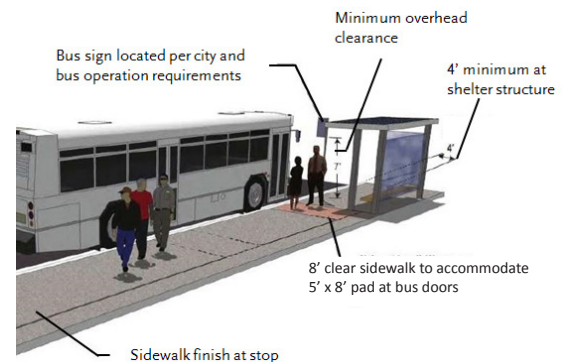 Minimum overhead
clearance
Bus sign located per city and
bus operation requirements
4' minimum at
shelter structure
4'
7'
8' clear sidewalk to accommodate
5' x 8' pad at bus doors
Sidewalk finish at stop